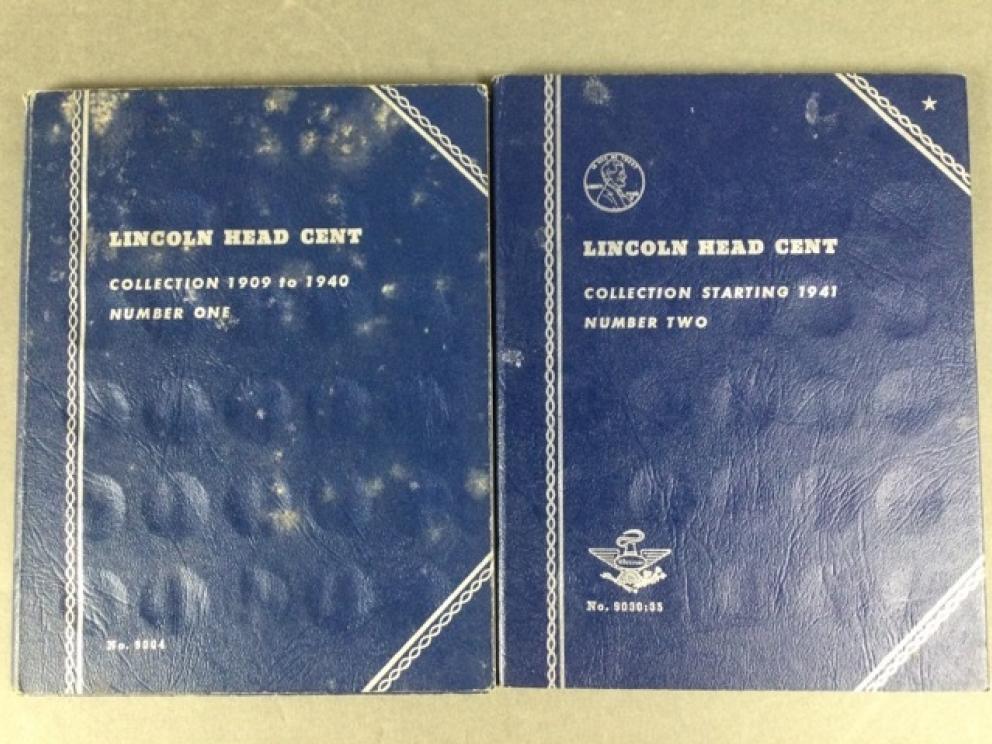 LINCOLN HEAD CENT
COLLECTION 1909 to 1940
NUMBER ONE
No. 9004
LINCOLN HEAD CENT
COLLECTION STARTING 1941
NUMBER TWO
Whitman
No. 9030:35